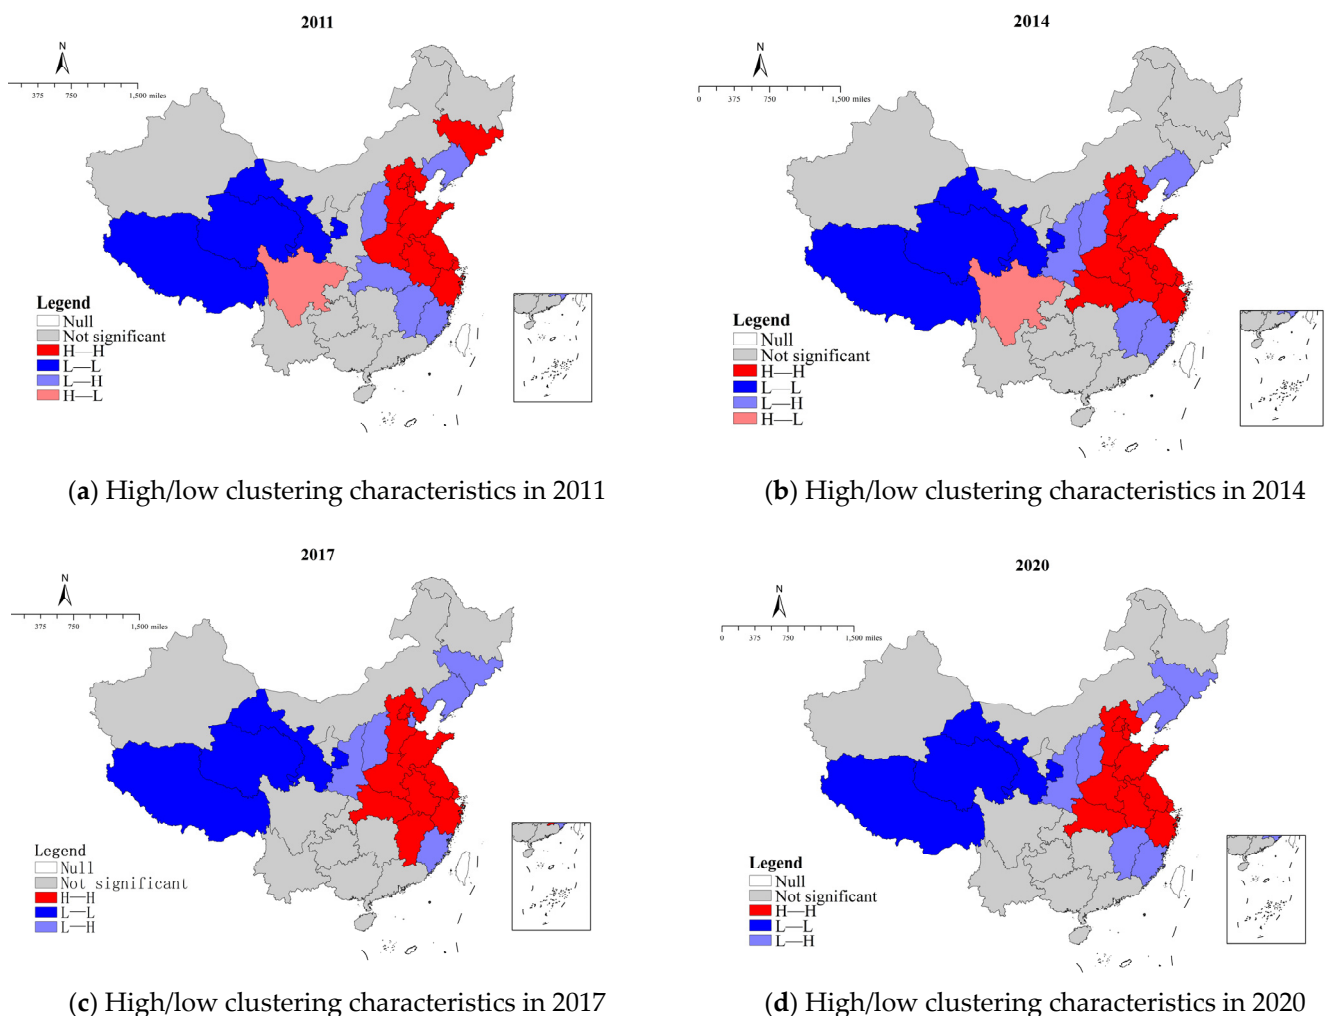 2011
N
375 750 1,500 miles
Legend
Null
Not significant
H—H
L—L
L—H
H—L
(a) High/low clustering characteristics in 2011
2014
N
0 375 750 1,500 miles
Legend
Null
Not significant
H—H
L—L
L—H
H—L
(b) High/low clustering characteristics in 2014
2017
N
375 750 1,500 miles
Legend
Null
Not significant
H—H
L—L
L—H
(c) High/low clustering characteristics in 2017
2020
N
0 375 750 1,500 miles
Legend
Null
Not significant
H—H
L—L
L—H
(d) High/low clustering characteristics in 2020